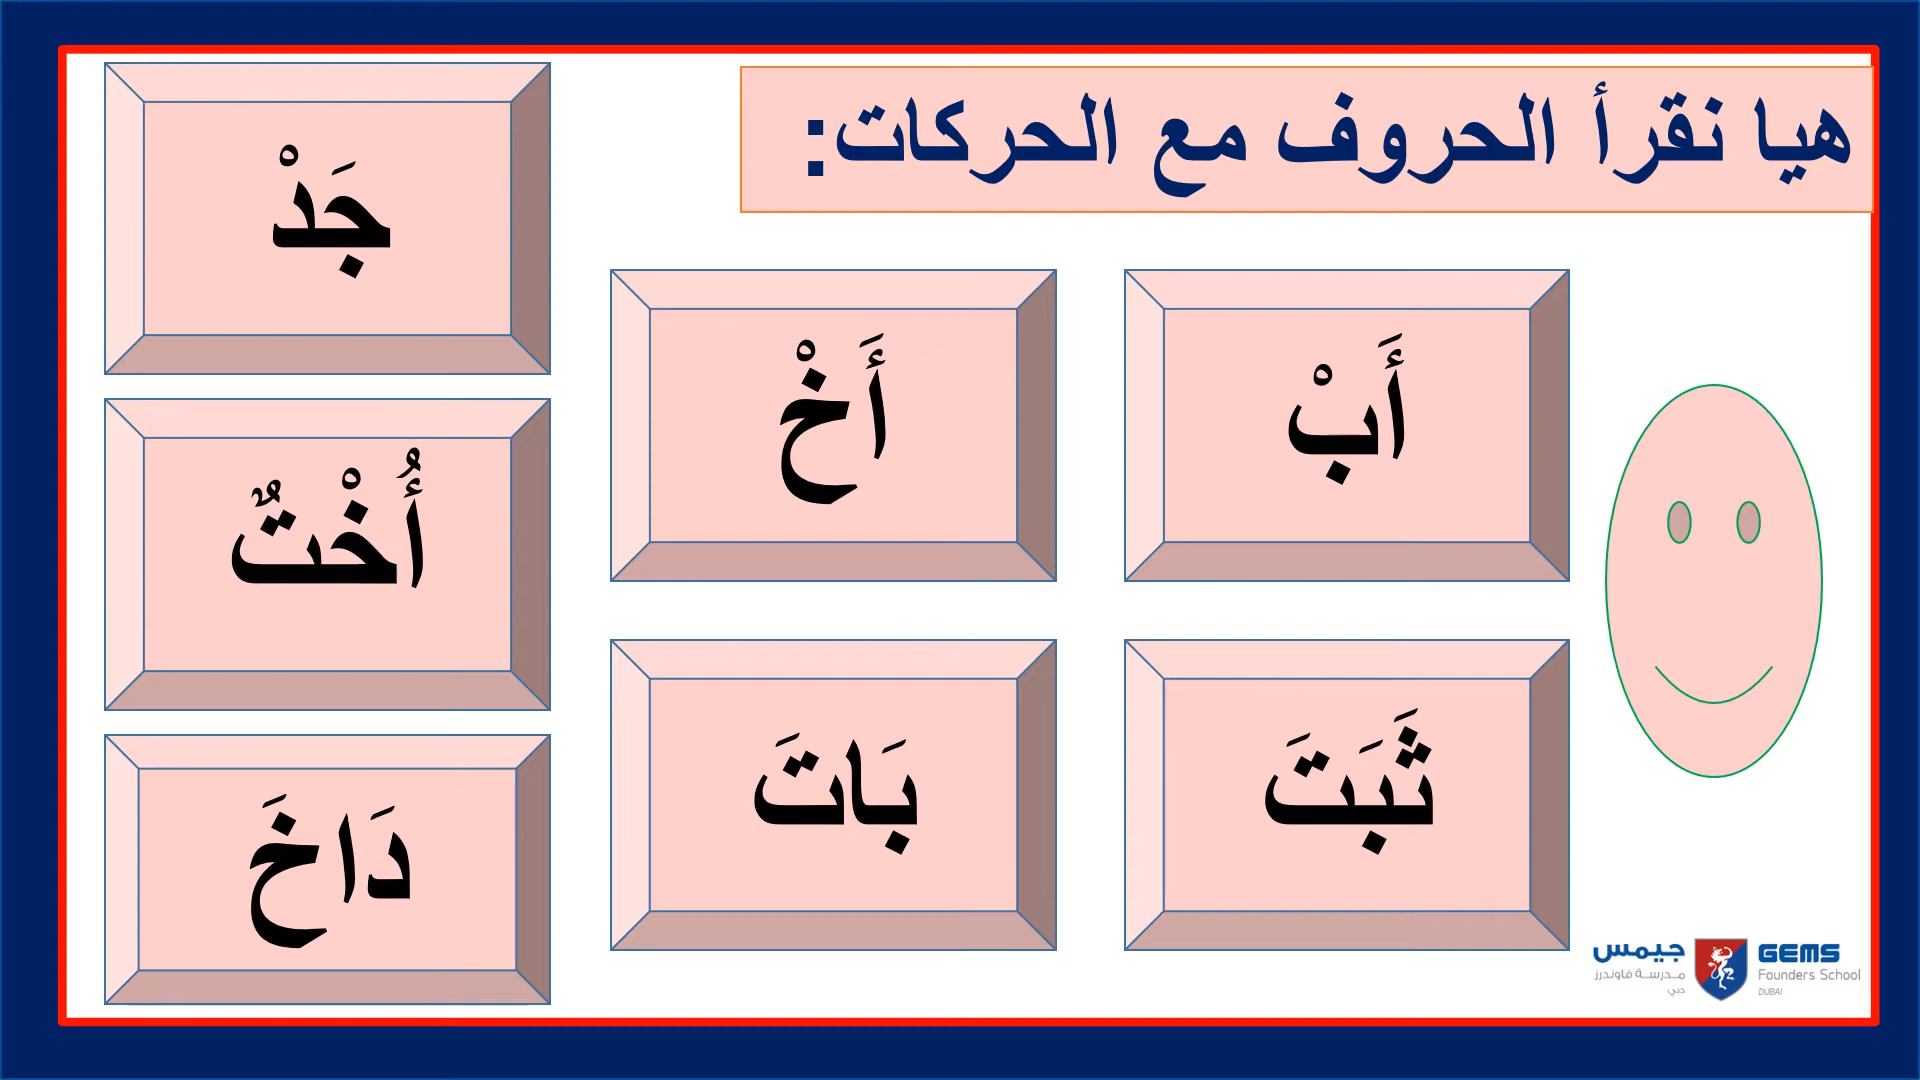 هيا نقرأ الحروف مع الحركات:
جَدْ
أَبْ
أَخْ
أُخْتٌ
ثَبَتَ
بَاتَ
دَاخَ
جيمس
مدرسة فاوندرز
دبي
GEMS
Founders School
DUBAI